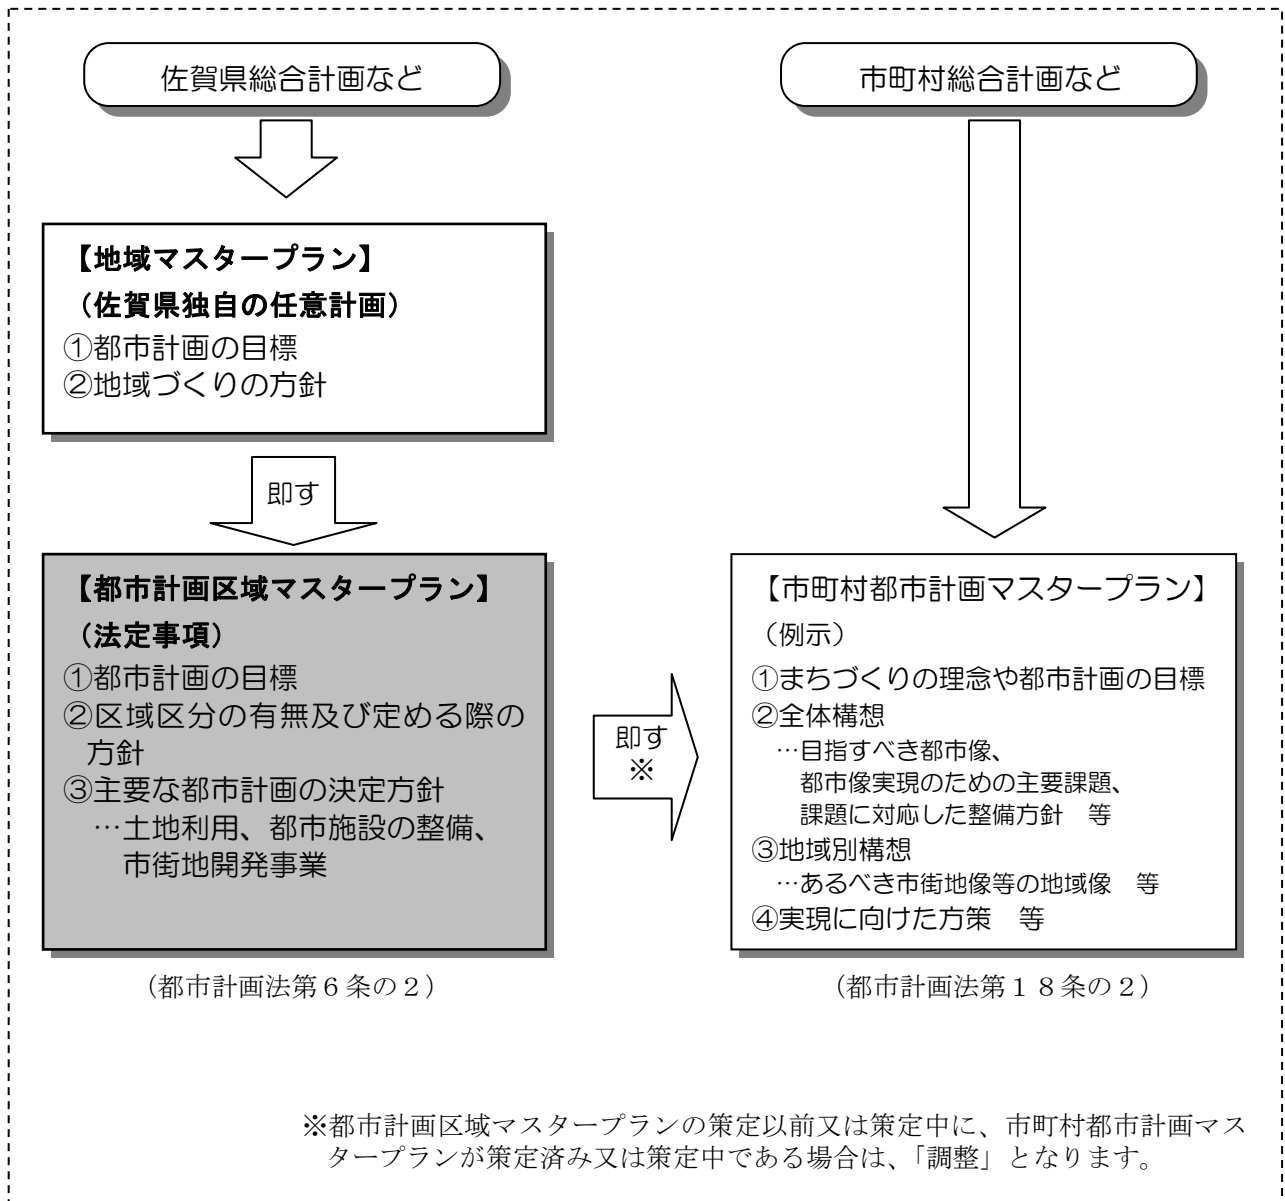 佐賀県総合計画など
市町村総合計画など
【地域マスタープラン】
（佐賀県独自の任意計画）
①都市計画の目標
②地域づくりの方針
即す
【都市計画区域マスタープラン】
（法定事項）
①都市計画の目標
②区域区分の有無及び定める際の
方針
③主要な都市計画の決定方針
…土地利用、都市施設の整備、
市街地開発事業
（都市計画法第６条の２）
即す
※
【市町村都市計画マスタープラン】
（例示）
①まちづくりの理念や都市計画の目標
②全体構想
…目指すべき都市像、
都市像実現のための主要課題、
課題に対応した整備方針　等
③地域別構想
…あるべき市街地像等の地域像　等
④実現に向けた方策　等
（都市計画法第１８条の２）
※都市計画区域マスタープランの策定以前又は策定中に、市町村都市計画マス
タープランが策定済み又は策定中である場合は、「調整」となります。